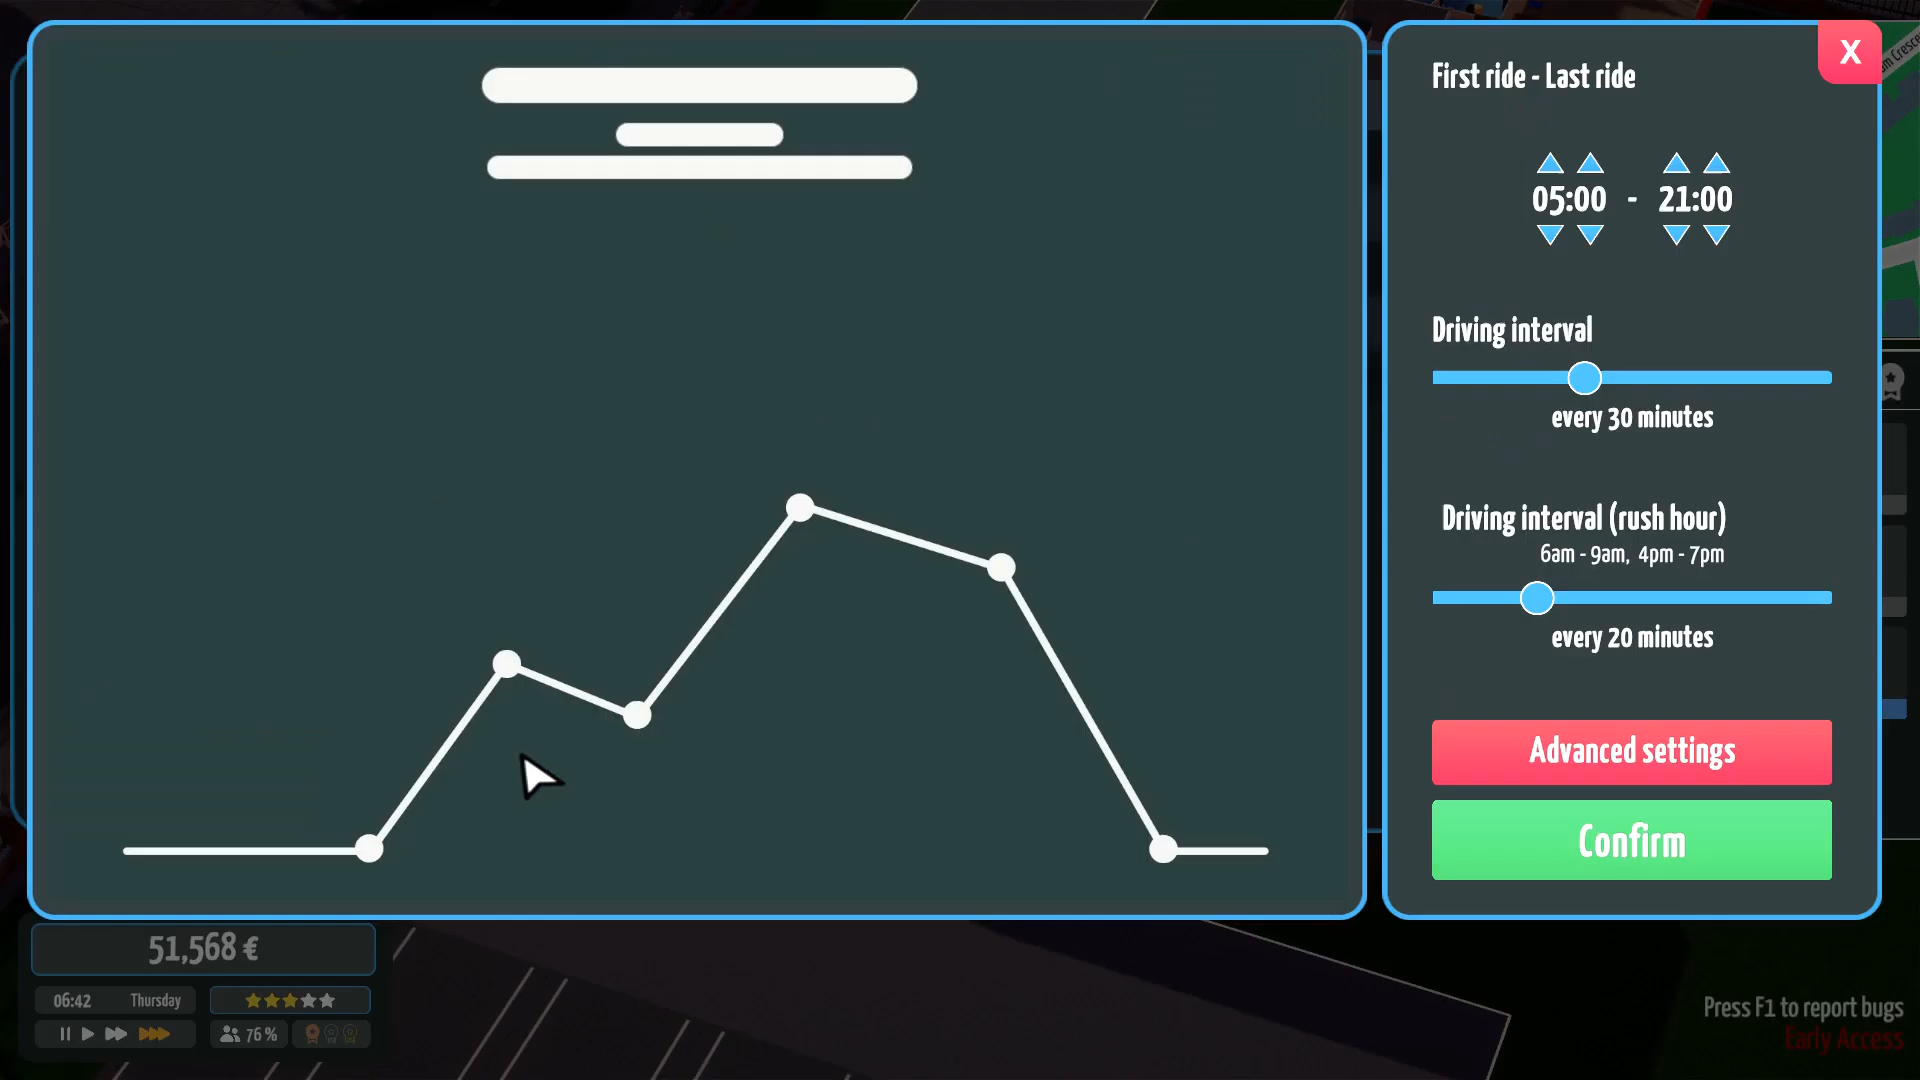 X
First ride - Last ride
05:00 - 21:00
Driving interval
every 30 minutes
Driving interval (rush hour)
6am - 9am, 4pm - 7pm
every 20 minutes
Advanced settings
Confirm
51,568 €
06:42 Thursday
76 %
Press F1 to report bugs
Early Access